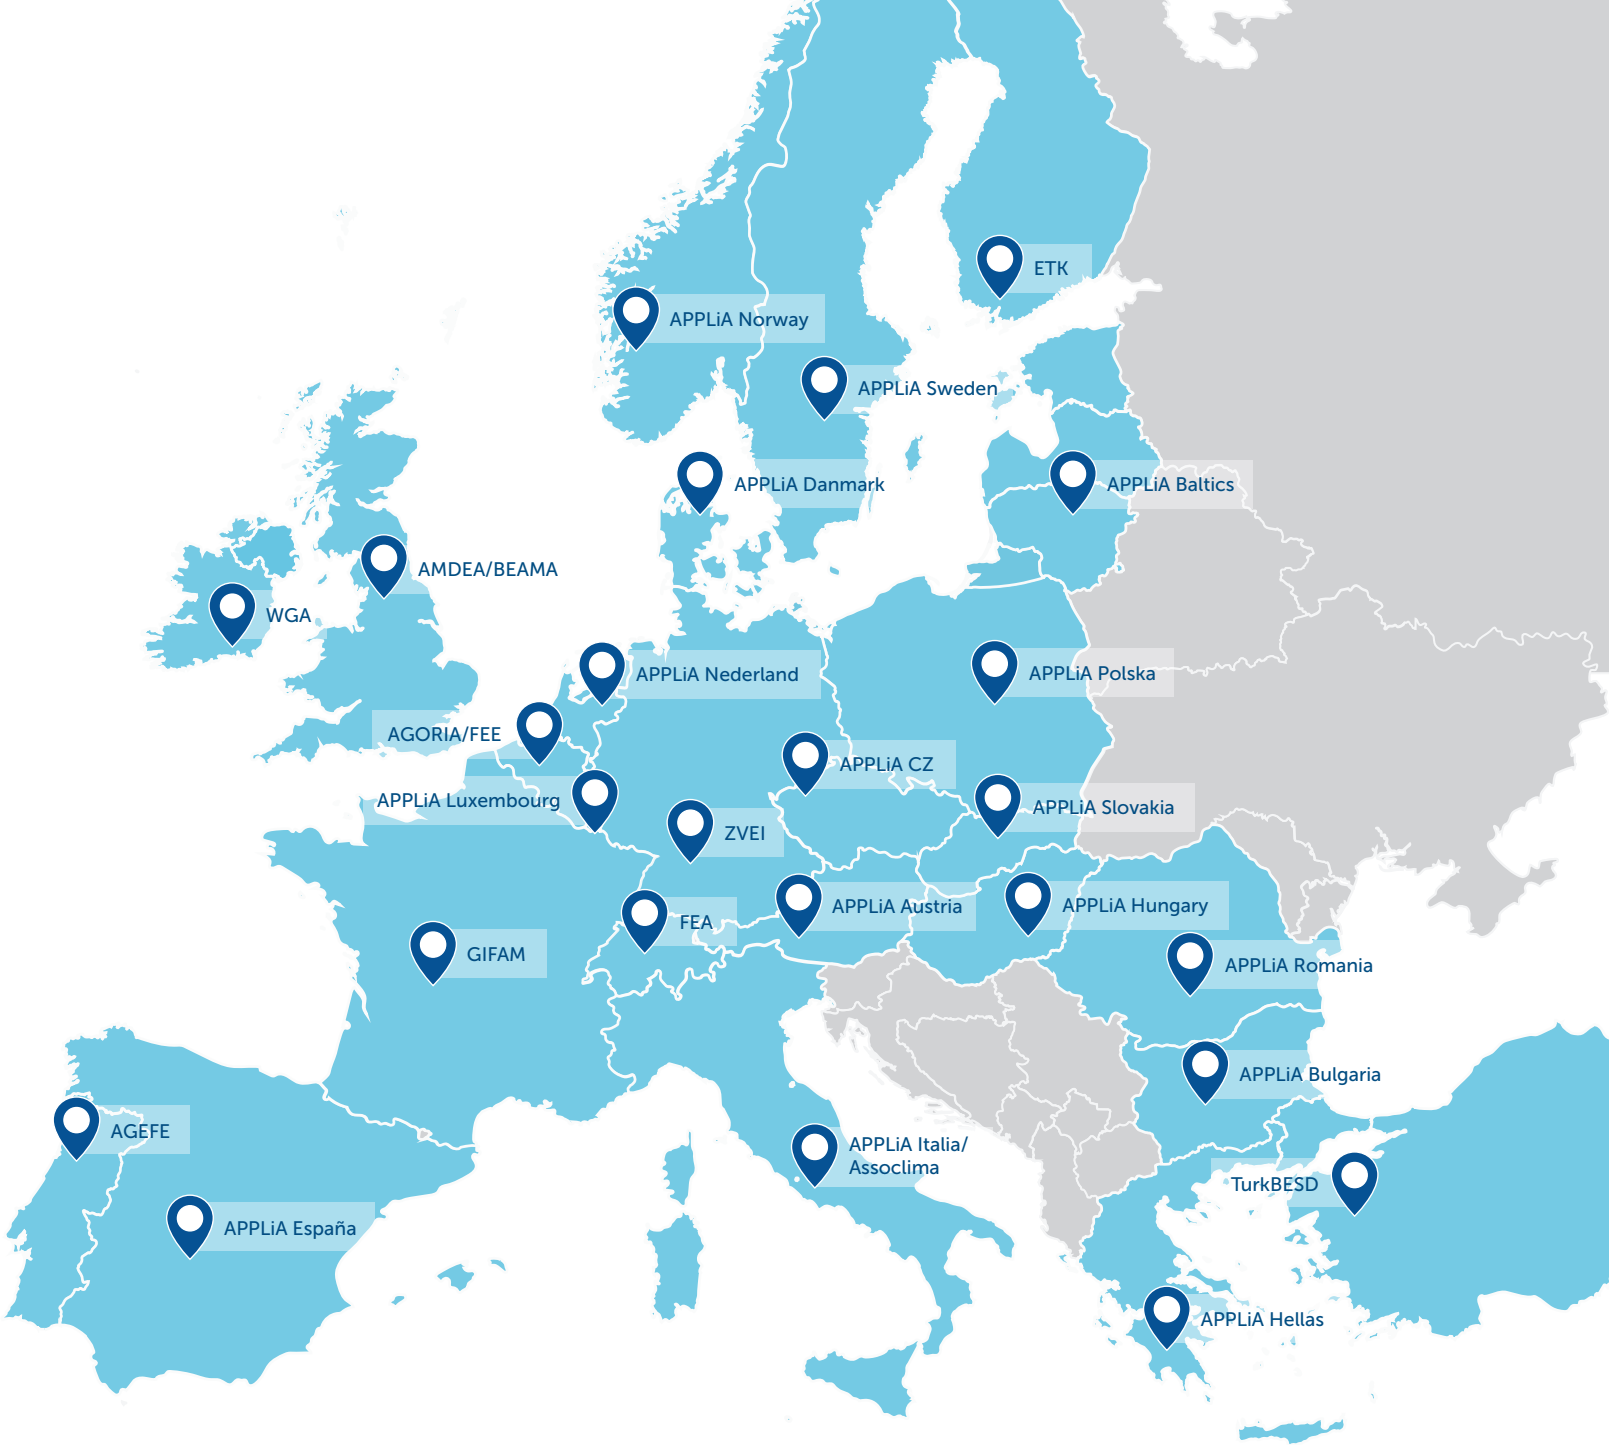 ETK
APPLiA Norway
APPLiA Sweden
APPLiA Danmark
APPLiA Baltics
AMDEA/BEAMA
WGA
APPLiA Nederland
APPLiA Polska
AGORIA/FEE
APPLiA CZ
APPLiA Luxembourg
APPLiA Slovakia
ZVEI
APPLiA Austria
APPLiA Hungary
FEA
GIFAM
APPLiA Romania
APPLiA Bulgaria
AGEFE
APPLiA Italia/
Assoclima
TurkBESD
APPLiA España
APPLiA Hellas